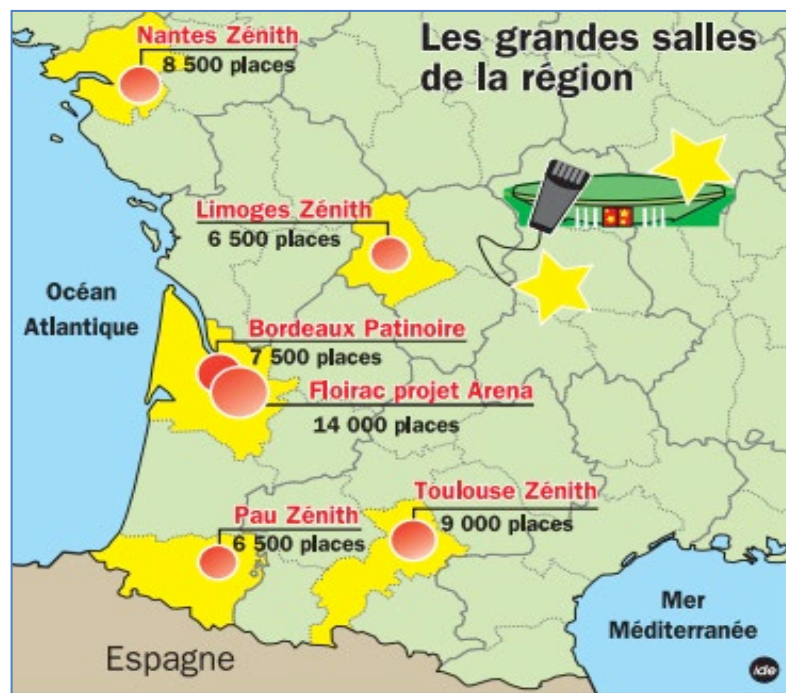 Les grandes salles
de la région
Nantes Zénith
8 500 places
Limoges Zénith
6 500 places
Océan
Atlantique
Bordeaux Patinoire
7 500 places
Floirac projet Arena
14 000 places
Toulouse Zénith
9 000 places
Pau Zénith
6 500 places
Mer
Méditerranée
Espagne
ide